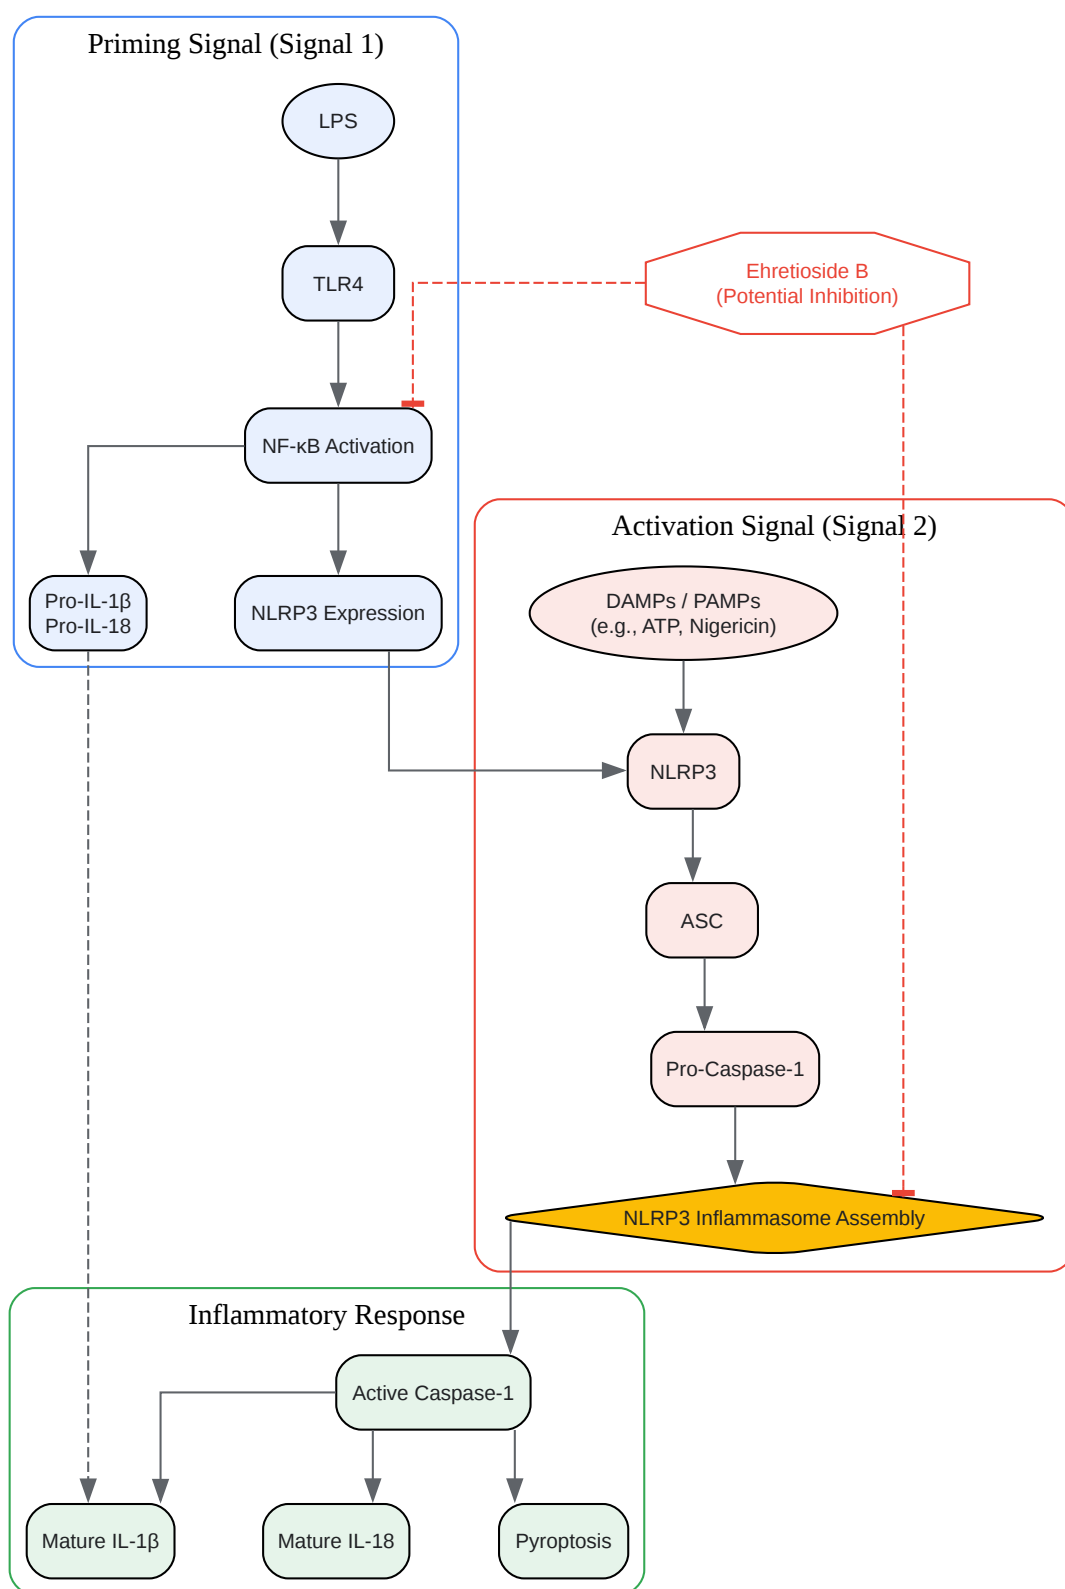 Priming Signal (Signal 1)
LPS
TLR4
Ehretioside B
(Potential Inhibition)
NF-κB Activation
Pro-IL-1β
Pro-IL-18
NLRP3 Expression
Activation Signal (Signal 2)
DAMPs / PAMPs
(e.g., ATP, Nigericin)
NLRP3
ASC
Pro-Caspase-1
NLRP3 Inflammasome Assembly
Inflammatory Response
Active Caspase-1
Mature IL-1β
Mature IL-18
Pyroptosis